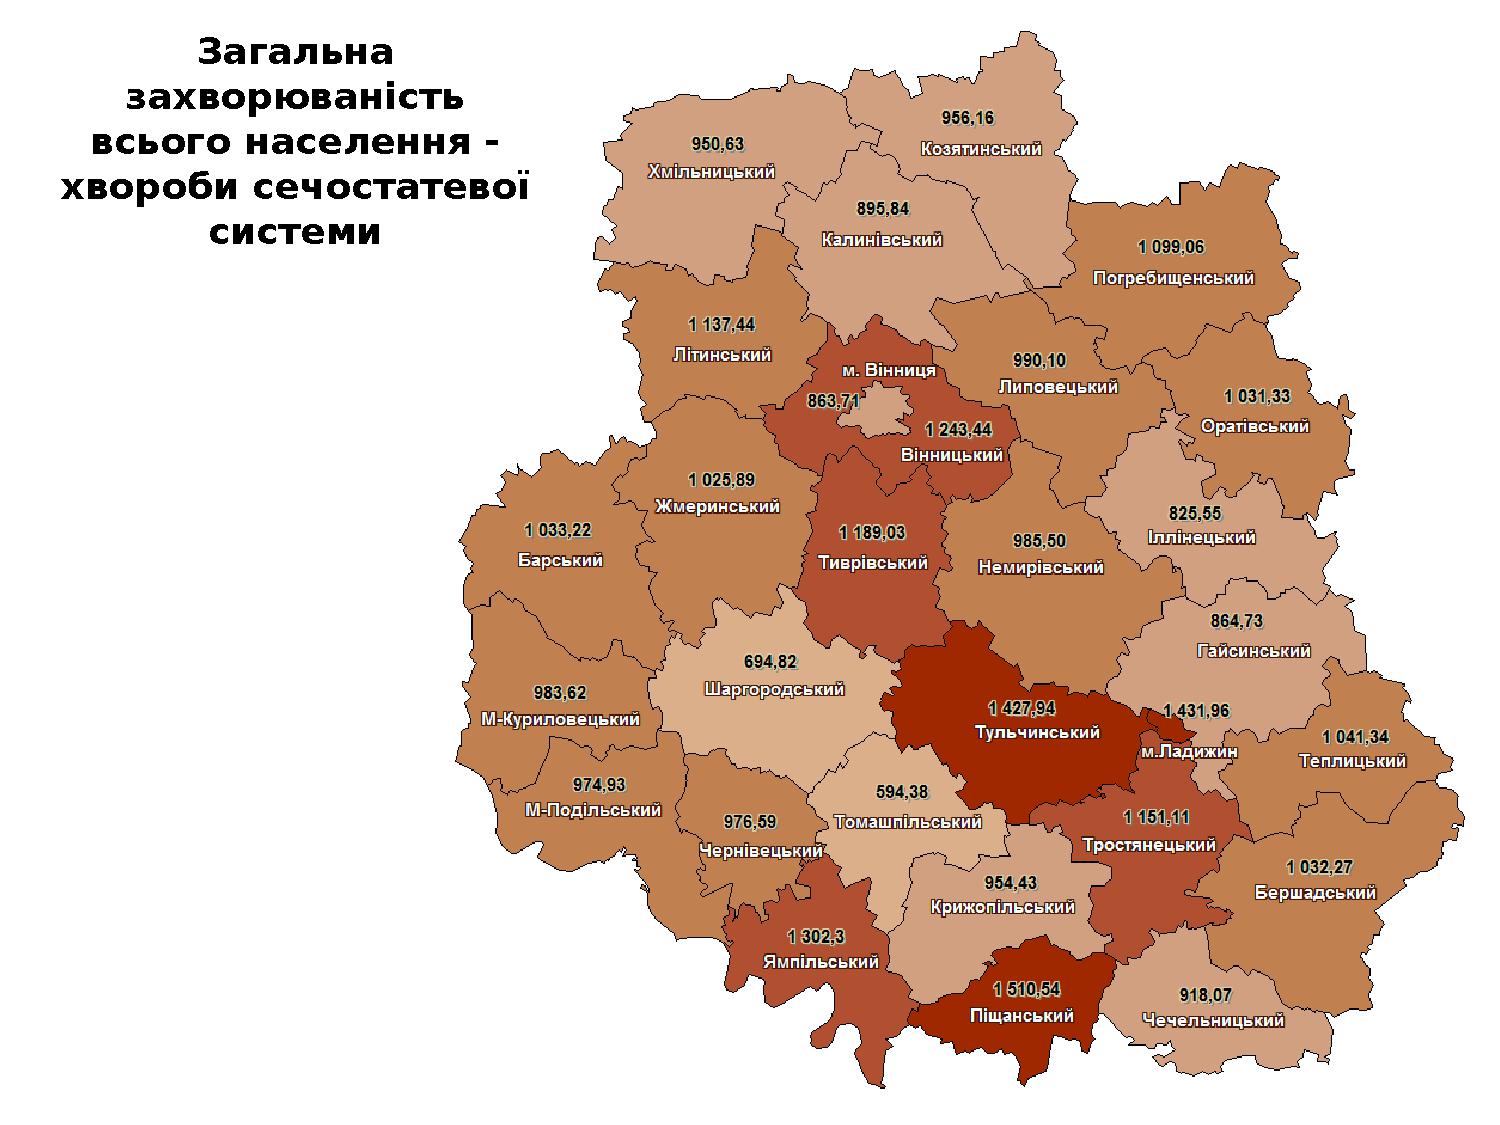 Загальна
захворюваність
всього населення -
хвороби сечостатевої
системи
956,16
Козятинський
950,63
Хмільницький
895,84
Калинівський
1 099,06
Погребищенський
1 137,44
Літинський
990,10
Липовецький
м. Вінниця
863,71
1 243,44
Вінницький
1 031,33
Оратівський
1 025,89
Жмеринський
1 033,22
Барський
1 189,03
Тиврівський
985,50
Немирівський
825,55
Іллінецький
864,73
Гайсинський
694,82
Шаргородський
983,62
М-Куриловецький
1 427,94
Тульчинський
1 431,96
м.Ладижин
1 041,34
Теплицький
974,93
М-Подільський
594,38
Томашпільський
976,59
Чернівецький
1 151,11
Тростянецький
1 032,27
Бершадський
954,43
Крижопільський
1 302,3
Ямпільський
1 510,54
Піщанський
918,07
Чечельницький